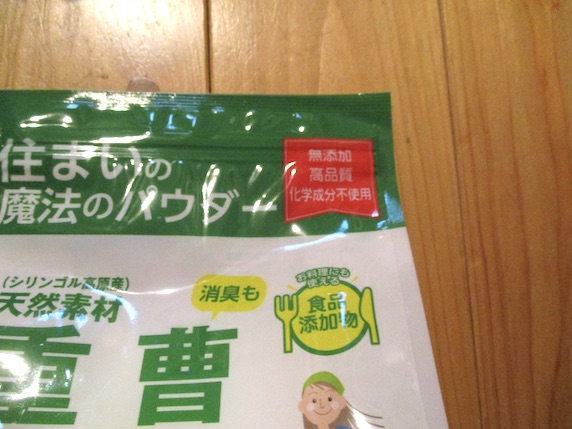 住まいの
魔法のパウダー
無添加
高品質
化学成分不使用
(シリンゴル高原産)
天然素材
消臭も
お料理にも
使える
食品
添加物
重曹